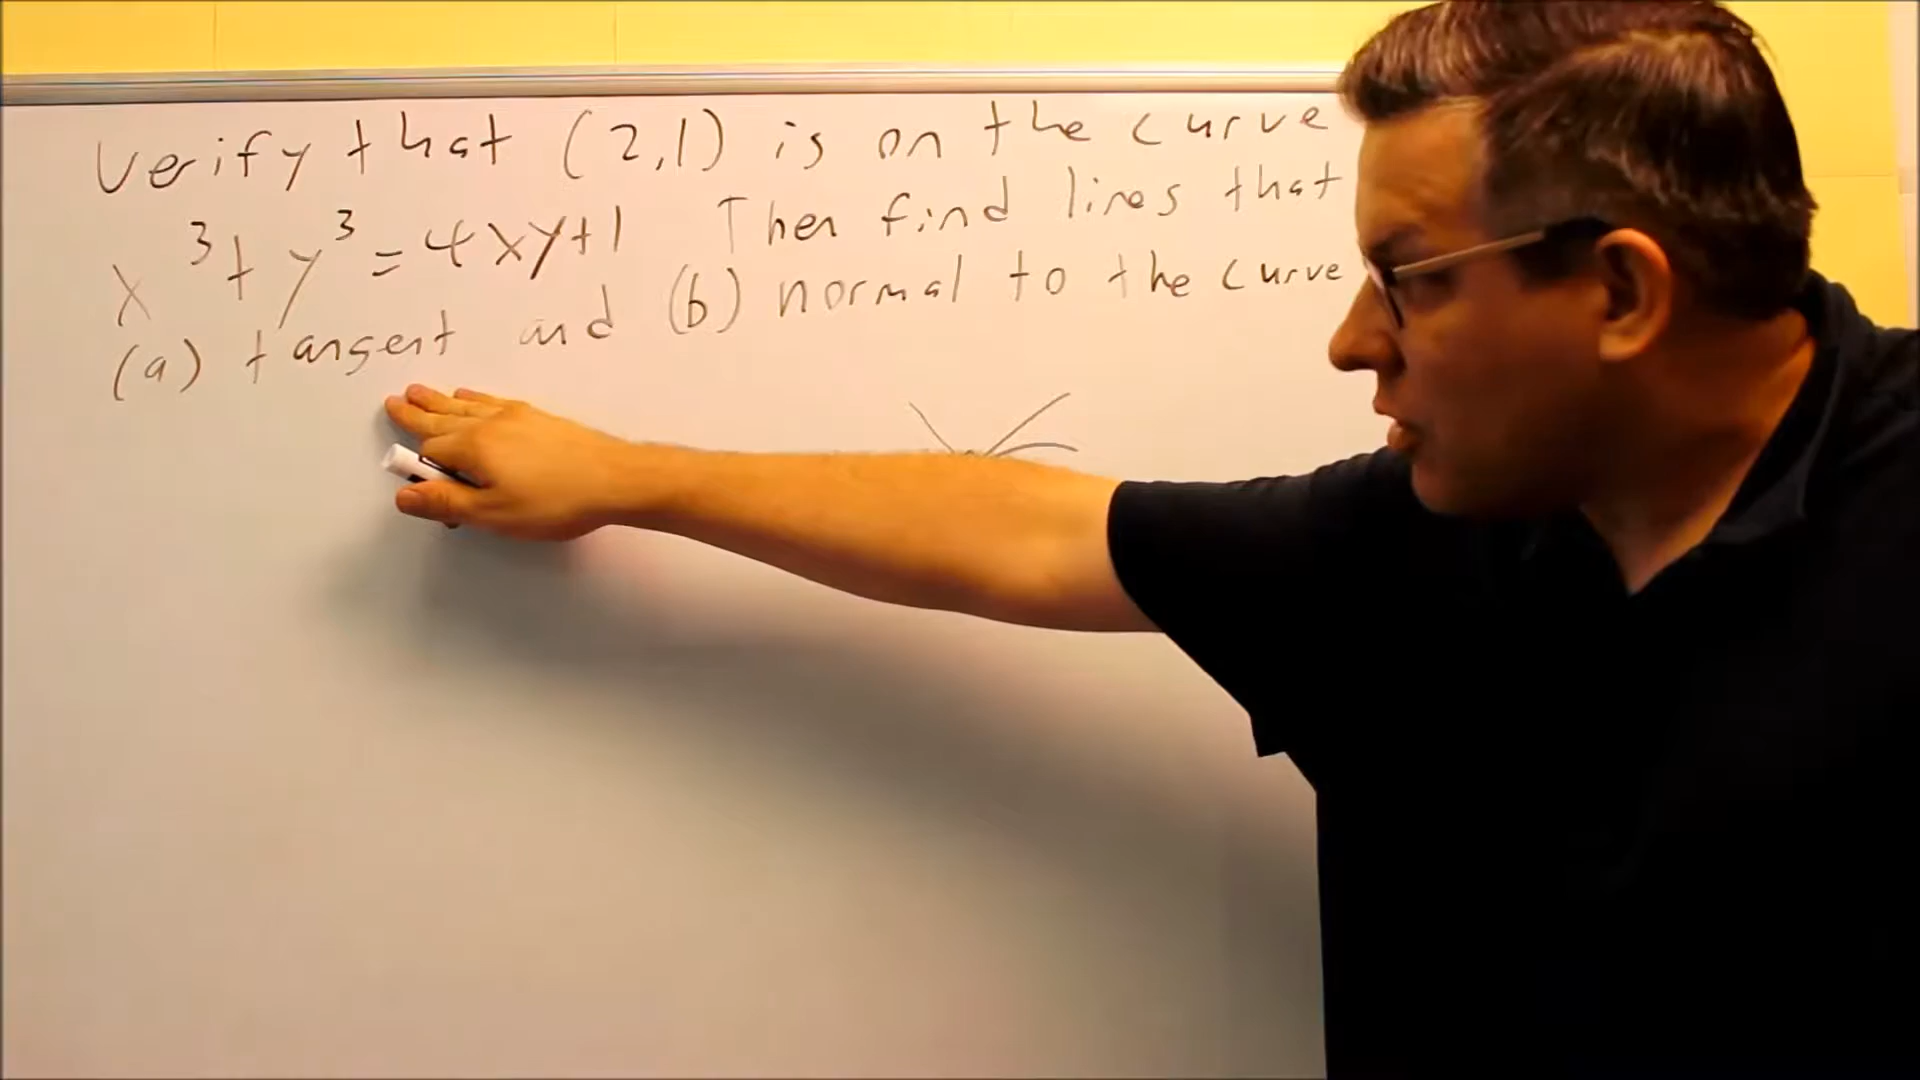 Verify that (2,1) is on the curve
x³+y³=4xy+1 Then find lines that
(a) tangent and (b) normal to the curve